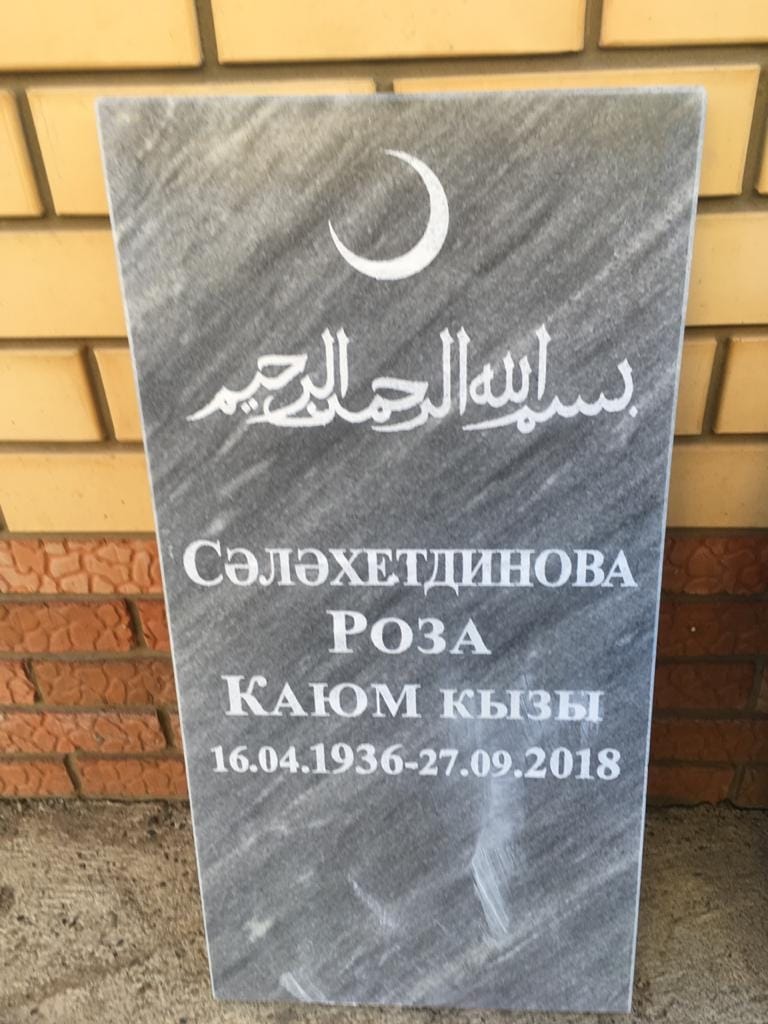 بسم الله الرحمن الرحيم
Сәләхетдинова
Роза
Каюм кызы
16.04.1936-27.09.2018